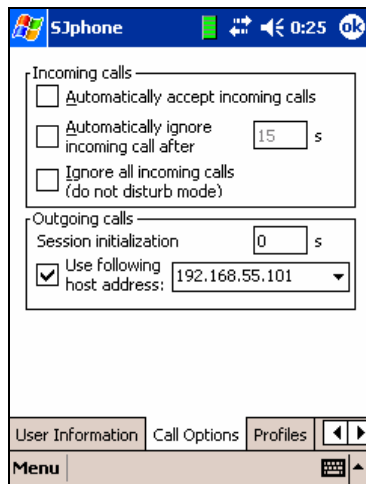 SJphone 0:25 ok
Incoming calls
Automatically accept incoming calls
Automatically ignore
incoming call after 15 s
Ignore all incoming calls
(do not disturb mode)
Outgoing calls
Session initialization 0 s
Use following
host address: 192.168.55.101
User Information Call Options Profiles
Menu